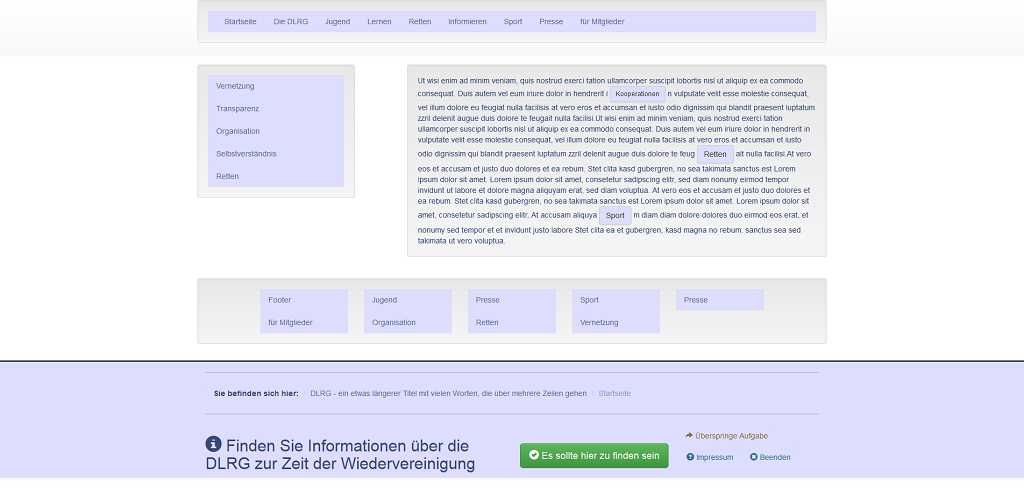 Startseite Die DLRG Jugend Lernen Retten Informieren Sport Presse für Mitglieder
Vernetzung
Transparenz
Organisation
Selbstverständnis
Retten
Ut wisi enim ad minim veniam, quis nostrud exerci tation ullamcorper suscipit lobortis nisl ut aliquip ex ea commodo
consequat. Duis autem vel eum iriure dolor in hendrerit i Kooperationen n vulputate velit esse molestie consequat,
vel illum dolore eu feugiat nulla facilisis at vero eros et accumsan et iusto odio dignissim qui blandit praesent luptatum
zzril delenit augue duis dolore te feugait nulla facilisi.Ut wisi enim ad minim veniam, quis nostrud exerci tation
ullamcorper suscipit lobortis nisl ut aliquip ex ea commodo consequat. Duis autem vel eum iriure dolor in hendrerit in
vulputate velit esse molestie consequat, vel illum dolore eu feugiat nulla facilisis at vero eros et accumsan et iusto
odio dignissim qui blandit praesent luptatum zzril delenit augue duis dolore te feug Retten ait nulla facilisi.At vero
eos et accusam et justo duo dolores et ea rebum. Stet clita kasd gubergren, no sea takimata sanctus est Lorem
ipsum dolor sit amet. Lorem ipsum dolor sit amet, consetetur sadipscing elitr, sed diam nonumy eirmod tempor
invidunt ut labore et dolore magna aliquyam erat, sed diam voluptua. At vero eos et accusam et justo duo dolores et
ea rebum. Stet clita kasd gubergren, no sea takimata sanctus est Lorem ipsum dolor sit amet. Lorem ipsum dolor sit
amet, consetetur sadipscing elitr, At accusam aliquya Sport m diam diam dolore dolores duo eirmod eos erat, et
nonumy sed tempor et et invidunt justo labore Stet clita ea et gubergren, kasd magna no rebum. sanctus sea sed
takimata ut vero voluptua.
Footer Jugend Presse Sport Presse
für Mitglieder Organisation Retten Vernetzung
Sie befinden sich hier: / DLRG - ein etwas längerer Titel mit vielen Worten, die über mehrere Zeilen gehen / Startseite
Finden Sie Informationen über die
DLRG zur Zeit der Wiedervereinigung
Es sollte hier zu finden sein
Überspringe Aufgabe
Impressum Beenden